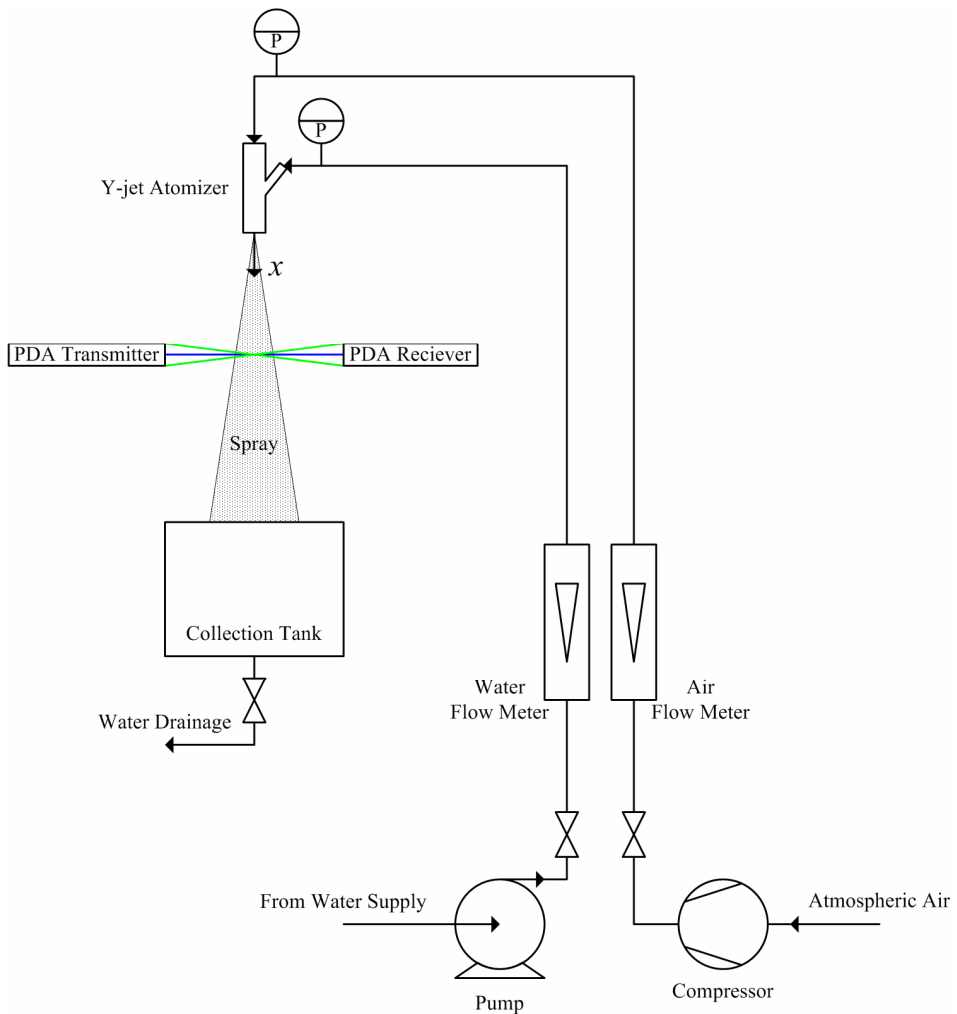 P
P
Y-jet Atomizer
x
PDA Transmitter
PDA Reciever
Spray
Collection Tank
Water
Flow Meter
Air
Flow Meter
Water Drainage
From Water Supply
Atmospheric Air
Pump
Compressor